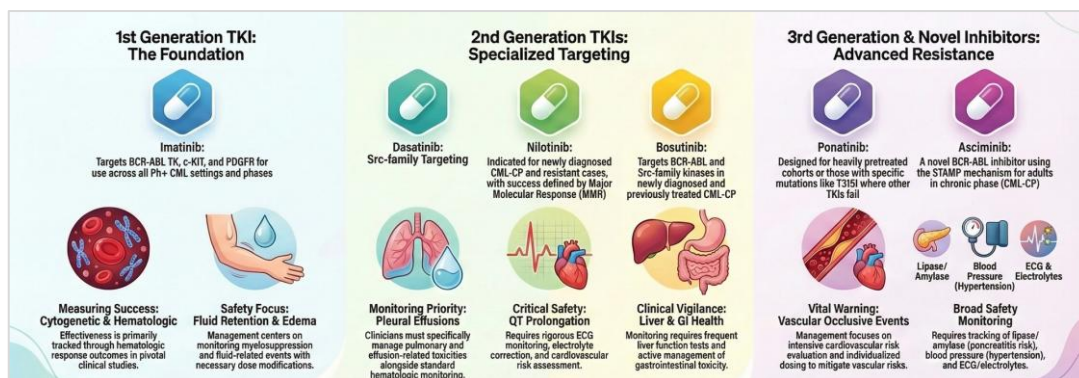 1st Generation TKI:
The Foundation
Imatinib:
Targets BCR-ABL TK, c-KIT, and PDGFR for
use across all Ph+ CML settings and phases
Measuring Success:
Cytogenetic & Hematologic
Effectiveness is primarily
tracked through hematologic
response outcomes in pivotal
clinical studies.
Safety Focus:
Fluid Retention & Edema
Management centers on
monitoring myelosuppression
and fluid-related events with
necessary dose modifications.
2nd Generation TKIs:
Specialized Targeting
Dasatinib:
Src-family Targeting
Nilotinib:
Indicated for newly diagnosed
CML-CP and resistant cases,
with success defined by Major
Molecular Response (MMR)
Bosutinib:
Targets BCR-ABL and
Src-family kinases in
newly diagnosed and
previously treated CML-CP
Monitoring Priority:
Pleural Effusions
Clinicians must specifically
manage pulmonary and
effusion-related toxicities
alongside standard
hematologic monitoring.
Critical Safety:
QT Prolongation
Requires rigorous ECG
monitoring, electrolyte
correction, and cardovalar
risk assessment.
Clinical Vigilance:
Liver & GI Health
Monitoring requires frequent
liver function tests and
active management of
gastrointestinal toxicity.
3rd Generation & Novel Inhibitors:
Advanced Resistance
Ponatinib:
Designed for heavily pretreated
cohorts or those with specific
mutations like T315I where other
TKIs fail
Asciminib:
A novel BCR-ABL inhibitor using
the STAMP mechanism for adults
in chronic phase (CML-CP)
Lipase/
Amylase
Blood
Pressure
(Hypertension)
ECG &
Electrolytes
Vital Warning:
Vascular Occlusive Events
Management focuses on
intensive cardiovascular risk
evaluation and individualized
dosing to mitigate vascular risks.
Broad Safety
Monitoring
Requires tracking of lipase/
amylase (poncreotitis risk),
blood pressure (hypertension),
and ECG/electrolytes.